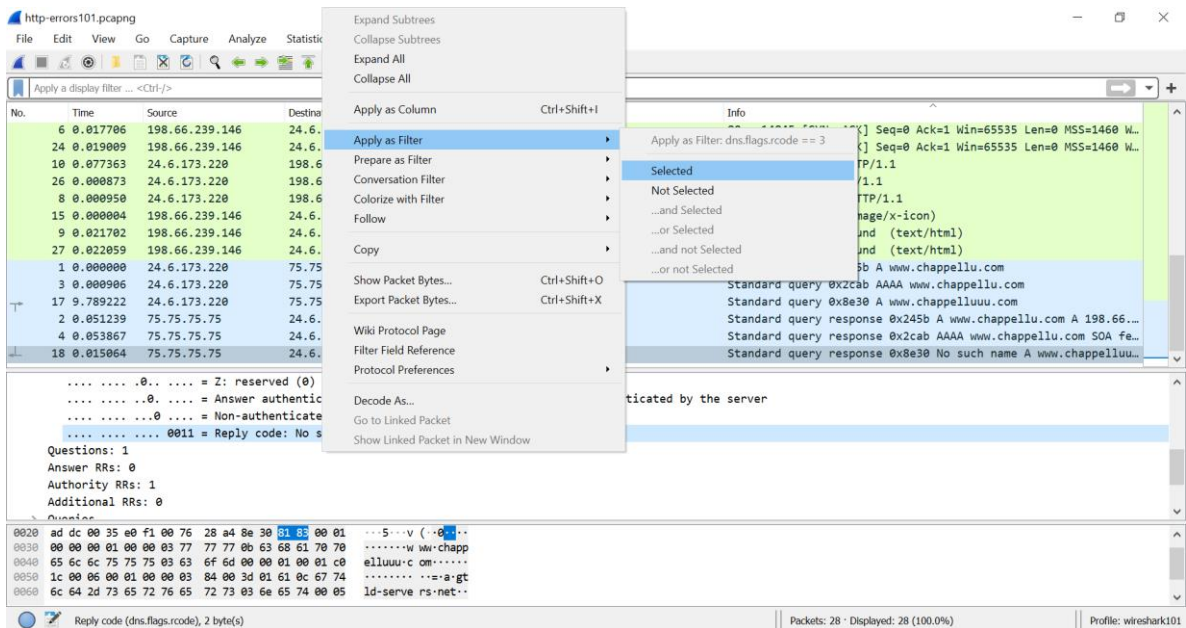 http-errors101.pcapng
File Edit View Go Capture Analyze Statistic
Apply a display filter ... <Ctrl-/>
No. Time Source Destina Info
6 0.017706 198.66.239.146 24.6. Seq=0 Ack=1 Win=65535 Len=0 MSS=1460 W…
24 0.019009 198.66.239.146 24.6. Seq=0 Ack=1 Win=65535 Len=0 MSS=1460 W…
10 0.077363 24.6.173.220 198.6 TP/1.1
26 0.000873 24.6.173.220 198.6 /1.1
8 0.000950 24.6.173.220 198.6 TTP/1.1
15 0.000004 198.66.239.146 24.6. mage/x-icon)
9 0.021702 198.66.239.146 24.6. und (text/html)
27 0.022059 198.66.239.146 24.6. und (text/html)
1 0.000000 24.6.173.220 75.75 5b A www.chappellu.com
3 0.000906 24.6.173.220 75.75 Standard query 0x2cab AAAA www.chappellu.com
17 9.789222 24.6.173.220 75.75 Standard query 0x8e30 A www.chappelluuu.com
2 0.051239 75.75.75.75 24.6. Standard query response 0x245b A www.chappellu.com A 198.66.…
4 0.053867 75.75.75.75 24.6. Standard query response 0x2cab AAAA www.chappellu.com SOA fe…
18 0.015064 75.75.75.75 24.6. Standard query response 0x8e30 No such name A www.chappelluu…
Expand Subtrees
Collapse Subtrees
Expand All
Collapse All
Apply as Column Ctrl+Shift+I
Apply as Filter
Prepare as Filter
Conversation Filter
Colorize with Filter
Follow
Copy
Show Packet Bytes... Ctrl+Shift+O
Export Packet Bytes... Ctrl+Shift+X
Wiki Protocol Page
Filter Field Reference
Protocol Preferences
Decode As...
Go to Linked Packet
Show Linked Packet in New Window
Apply as Filter: dns.flags.rcode == 3
Selected
Not Selected
...and Selected
...or Selected
...and not Selected
...or not Selected
.... .... .0.. .... = Z: reserved (0)
.... .... ..0. .... = Answer authentic ticated by the server
.... .... ...0 .... = Non-authenticate
.... .... .... 0011 = Reply code: No s
Questions: 1
Answer RRs: 0
Authority RRs: 1
Additional RRs: 0
0020 ad dc 00 35 e0 f1 00 76 28 a4 8e 30 81 83 00 01 ···5···v (··0····
0030 00 00 00 01 00 00 03 77 77 77 0b 63 68 61 70 70 ·······w ww·chapp
0040 65 6c 6c 75 75 75 03 63 6f 6d 00 00 01 00 01 c0 elluuu·c om······
0050 1c 00 06 00 01 00 00 03 84 00 3d 01 61 0c 67 74 ········ ··=·a·gt
0060 6c 64 2d 73 65 72 76 65 72 73 03 6e 65 74 00 05 ld-serve rs·net··
Reply code (dns.flags.rcode), 2 byte(s) Packets: 28 · Displayed: 28 (100.0%) Profile: wireshark101